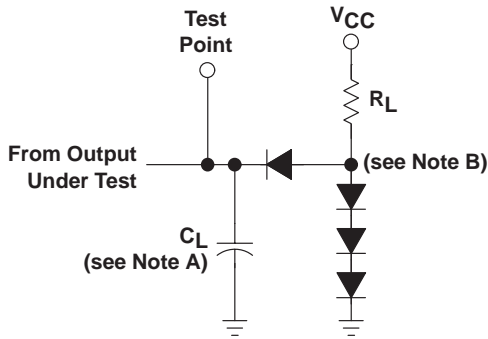 Test
Point
VCC
RL
From Output
Under Test
(see Note B)
CL
(see Note A)